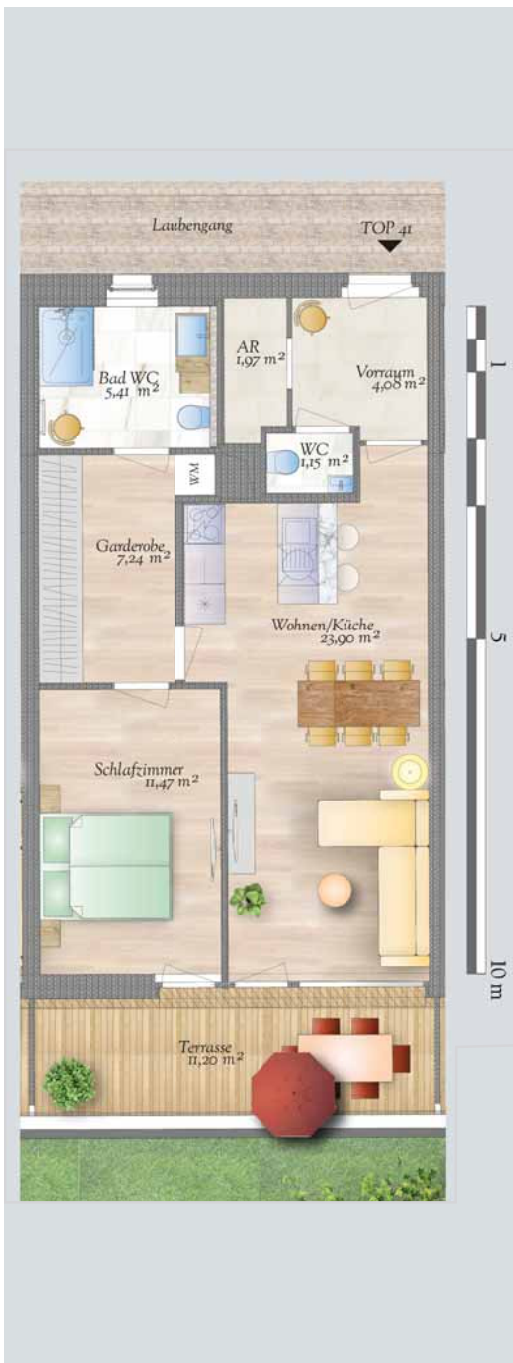 Laubengang
TOP 41
AR
1,97 m²
Vorraum
4,08 m²
Bad WC
5,41 m²
WC
1,15 m²
WM
Garderobe
7,24 m²
Wohnen/Küche
23,90 m²
Schlafzimmer
11,47 m²
Terrasse
11,20 m²
1
5
10 m